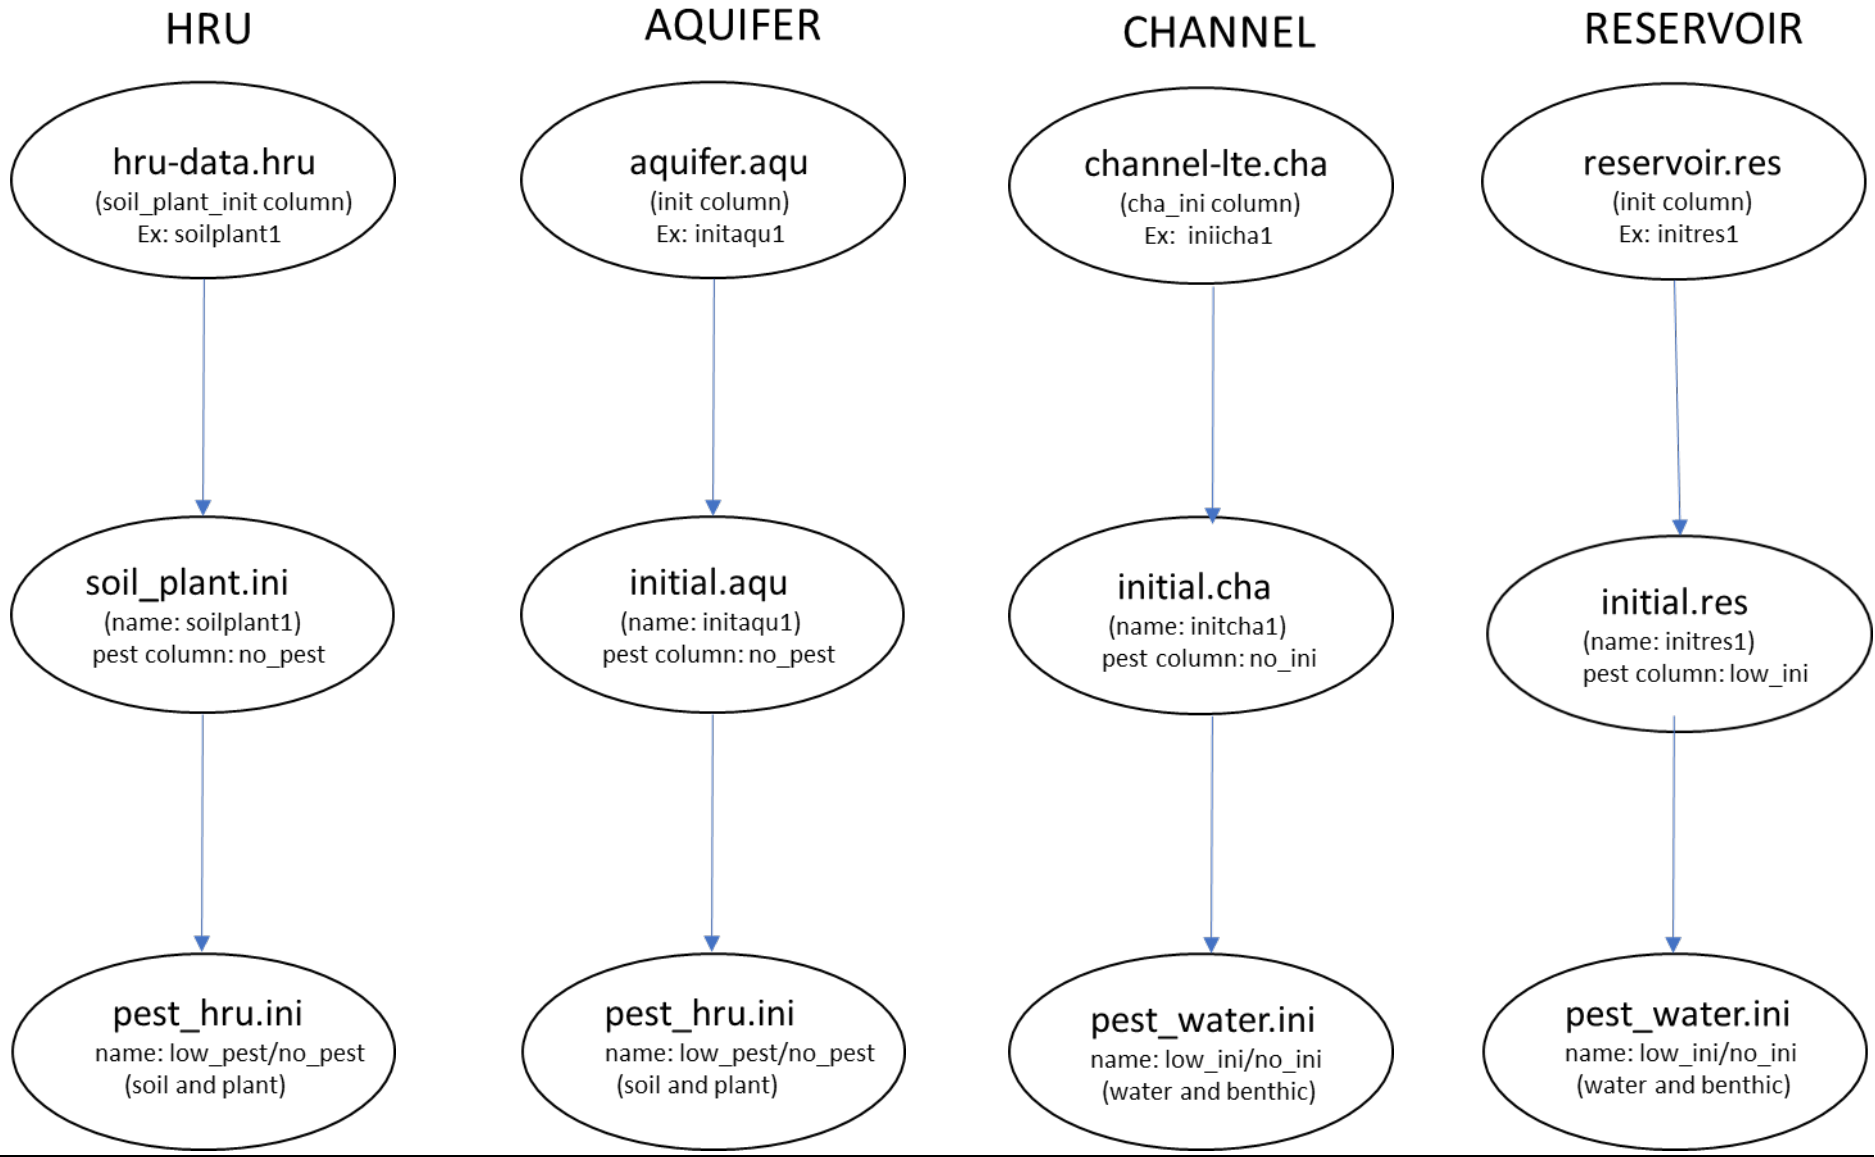 HRU
AQUIFER
CHANNEL
RESERVOIR
hru-data.hru
(soil_plant_init column)
Ex: soilplant1
aquifer.aqu
(init column)
Ex: initaqu1
channel-lte.cha
(cha_ini column)
Ex:  iniicha1
reservoir.res
(init column)
Ex: initres1
soil_plant.ini
(name: soilplant1)
pest column: no_pest
initial.aqu
(name: initaqu1)
pest column: no_pest
initial.cha
(name: initcha1)
pest column: no_ini
initial.res
(name: initres1)
pest column: low_ini
pest_hru.ini
name: low_pest/no_pest
(soil and plant)
pest_hru.ini
name: low_pest/no_pest
(soil and plant)
pest_water.ini
name: low_ini/no_ini
(water and benthic)
pest_water.ini
name: low_ini/no_ini
(water and benthic)